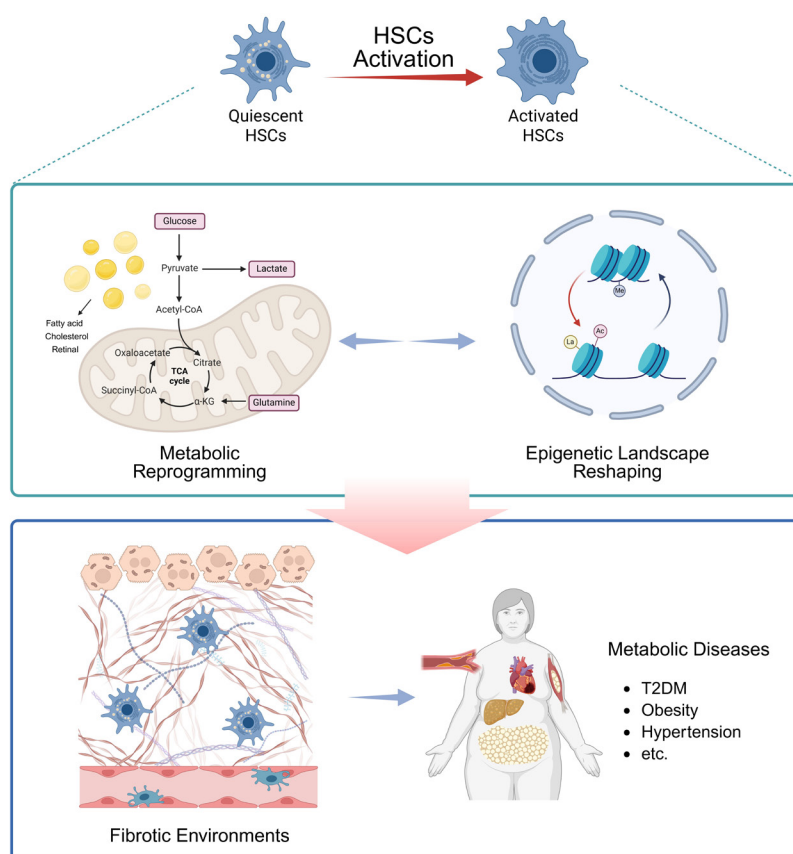 HSCs
Activation
Quiescent
HSCs
Activated
HSCs
Glucose
Pyruvate
Lactate
Acetyl-CoA
Fatty acid
Cholesterol
Retinal
Oxaloacetate
Citrate
TCA
cycle
Succinyl-CoA
α-KG
Glutamine
Me
La
Ac
Metabolic
Reprogramming
Epigenetic Landscape
Reshaping
Metabolic Diseases
• T2DM
• Obesity
• Hypertension
• etc.
Fibrotic Environments